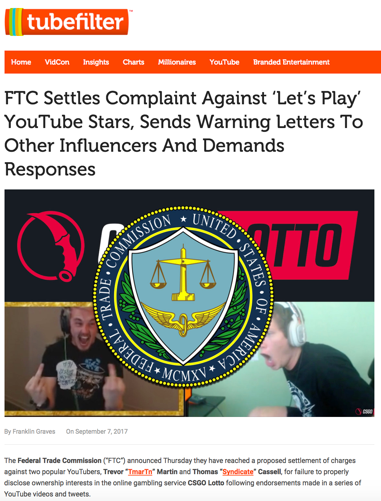 tubefilter
Home VidCon Insights Charts Millionaires YouTube Branded Entertainment
FTC Settles Complaint Against ‘Let’s Play’
YouTube Stars, Sends Warning Letters To
Other Influencers And Demands
Responses
OTTO
FEDERAL TRADE COMMISSION • UNITED STATES OF AMERICA
MCMXV
CSGO
By Franklin Graves On September 7, 2017
The Federal Trade Commission (“FTC”) announced Thursday they have reached a proposed settlement of charges
against two popular YouTubers, Trevor “TmarTn” Martin and Thomas “Syndicate” Cassell, for failure to properly
disclose ownership interests in the online gambling service CSGO Lotto following endorsements made in a series of
YouTube videos and tweets.